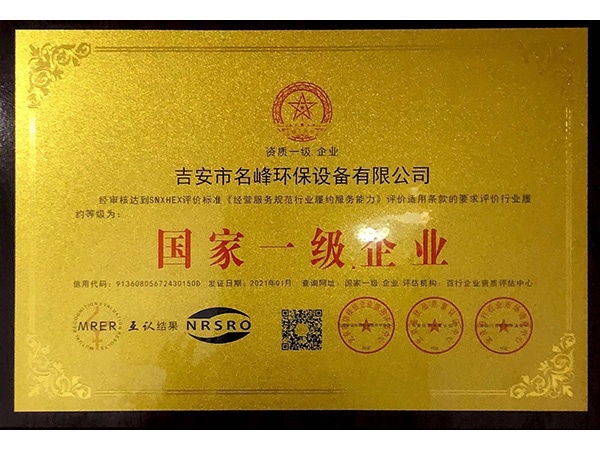 资质一级 企业
吉安市名峰环保设备有限公司
经审核达到SNXHEX评价标准《经营服务规范行业履约服务能力》评价适用条款的要求评价行业履
约等级为：
国家一级企业
信用代码：91360805672430150D 发证日期：2021年01月 查询网址：国家一级 企业 评估机构：百行企业资质评估中心
MRER 互认结果 NRSRO